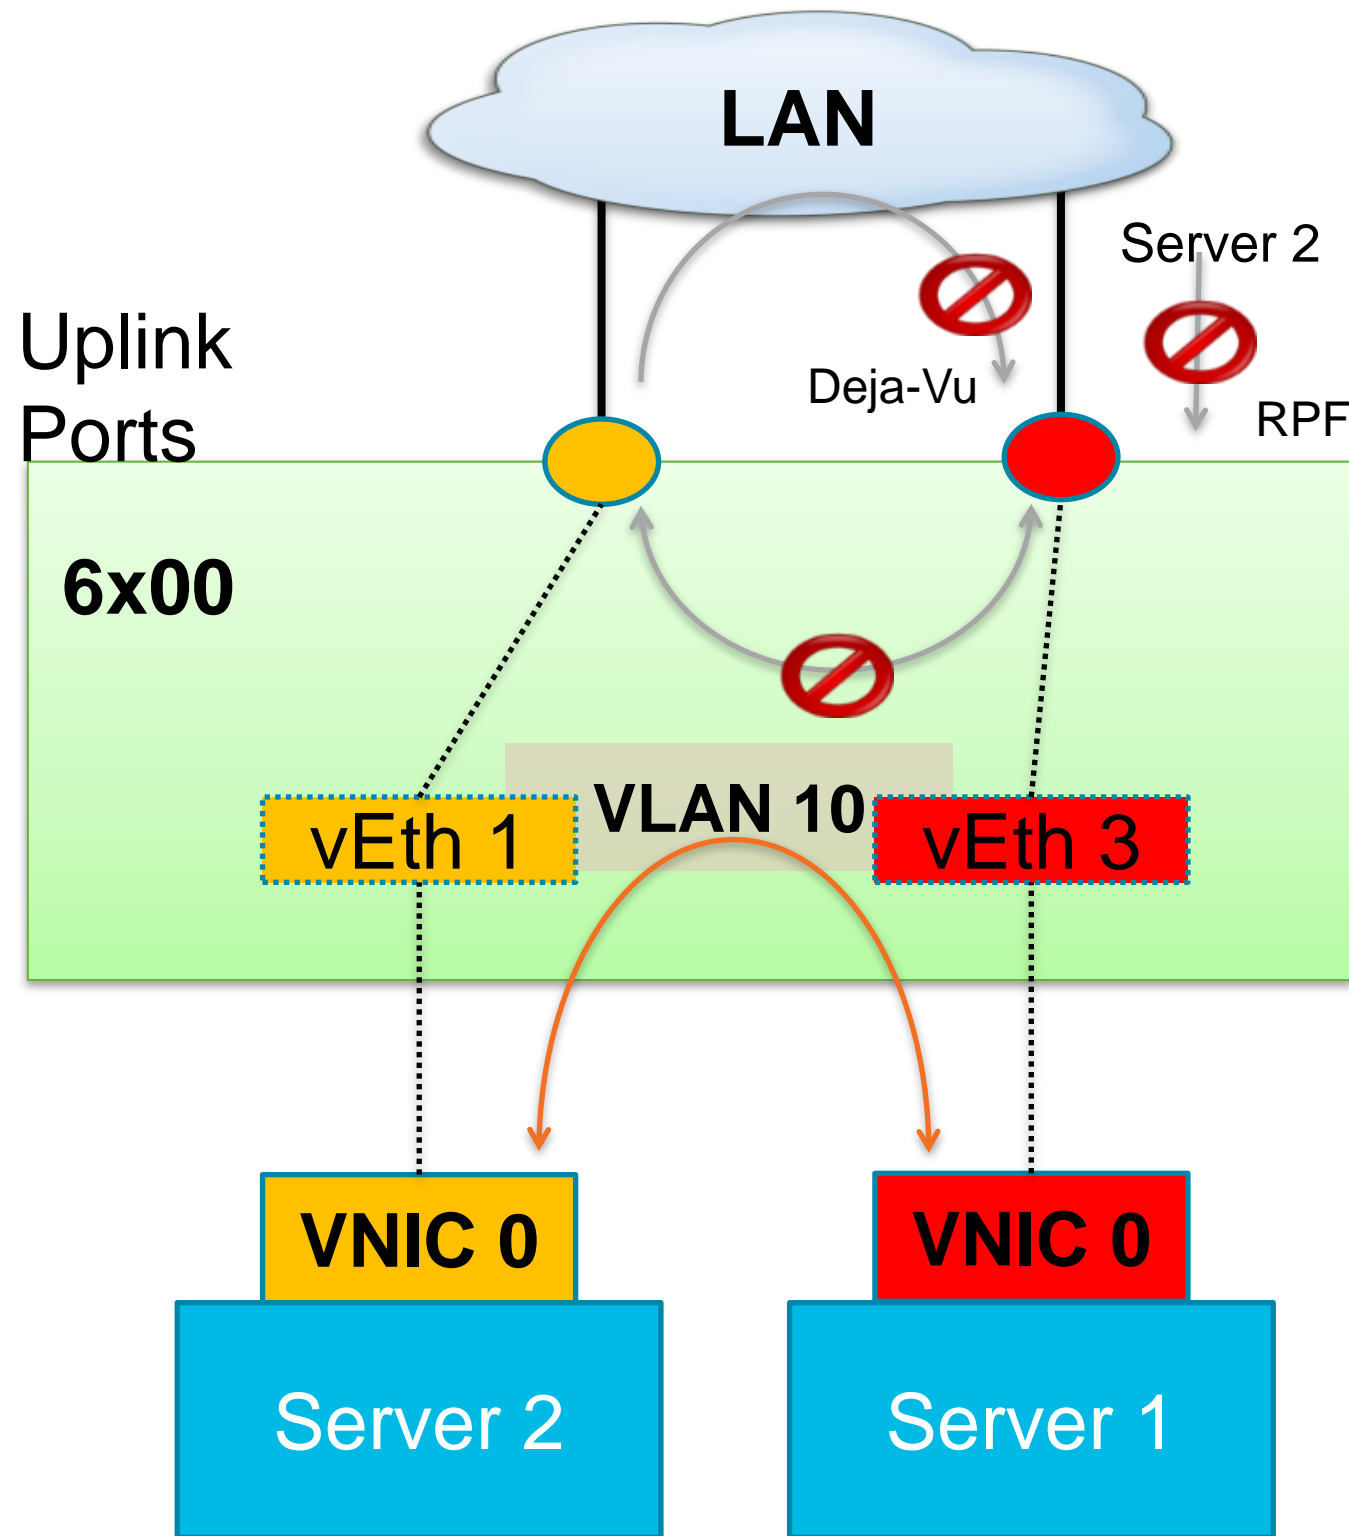 LAN
Server 2
Uplink
Ports
Deja-Vu
RPF
6x00
VLAN 10
vEth 1
vEth 3
VNIC 0
VNIC 0
Server 2
Server 1